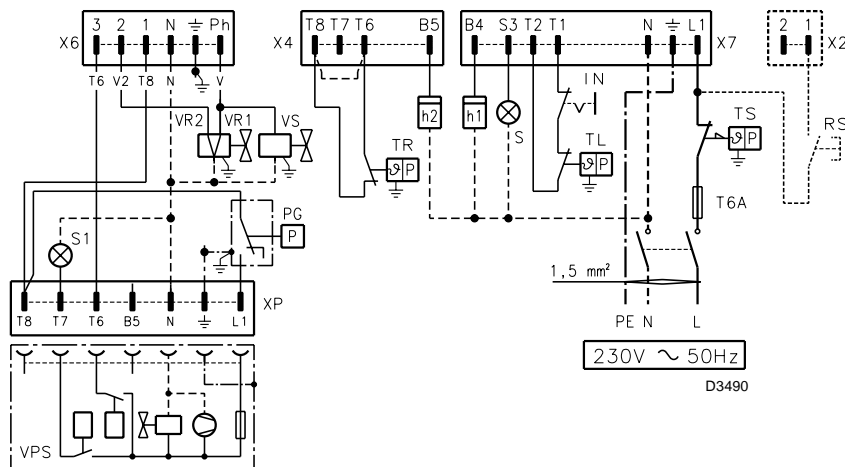 3 2 1 N Ph
X6
T6 V2 T8 N V
VR2 VR1 VS
PG
P
S1
XP
T8 T7 T6 B5 N L1
VPS
T8 T7 T6 B5
X4
h2
TR
ϑ P
B4 S3 T2 T1 N L1
X7
h1
S
IN
TL
ϑ P
TS
ϑ P
T6A
1,5 mm²
PE N L
230V ~ 50Hz
D3490
2 1
X2
RS